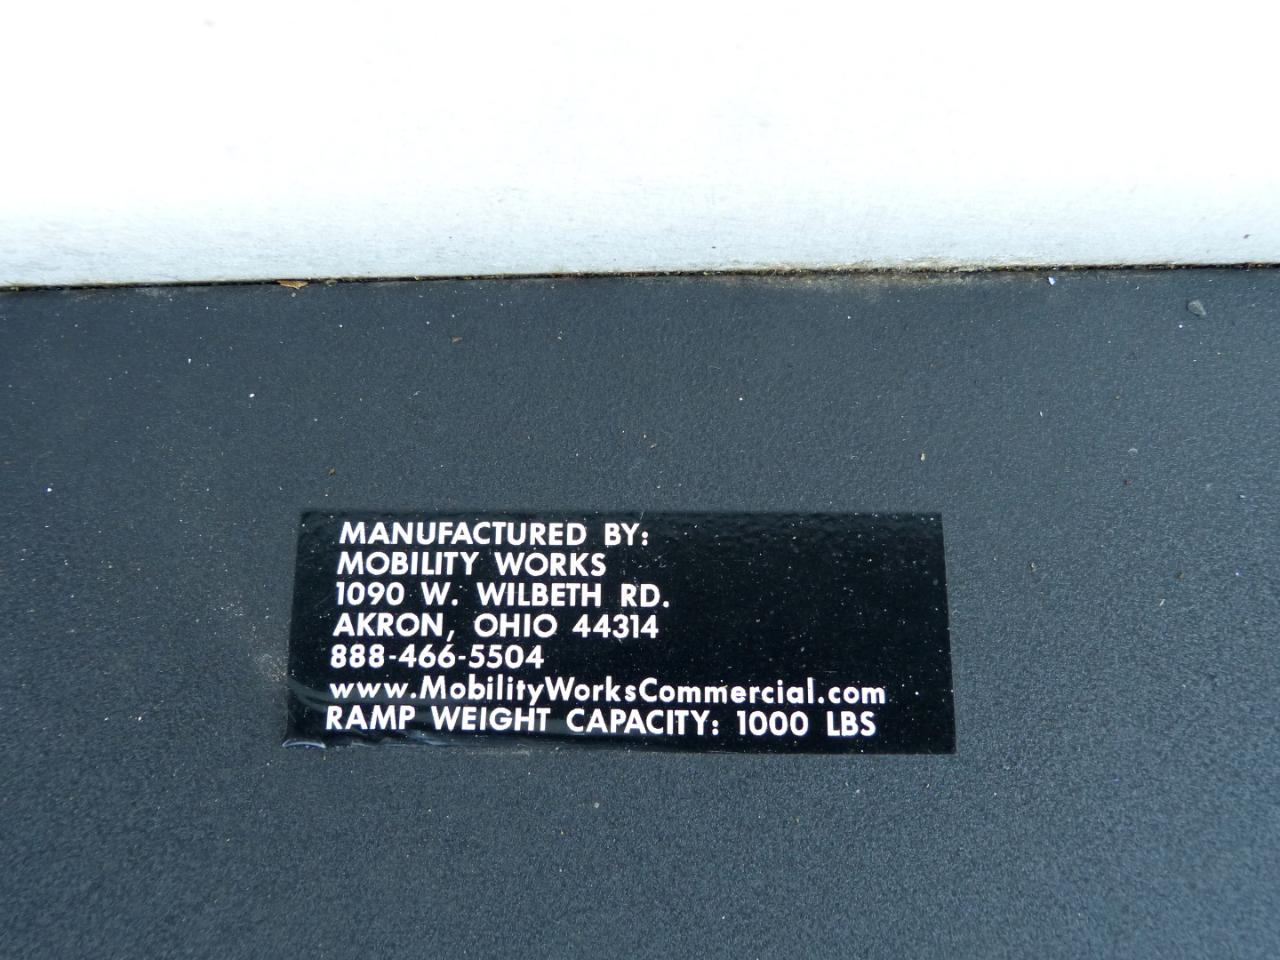 MANUFACTURED BY:
MOBILITY WORKS
1090 W. WILBETH RD.
AKRON, OHIO 44314
888-466-5504
www.MobilityWorksCommercial.com
RAMP WEIGHT CAPACITY: 1000 LBS